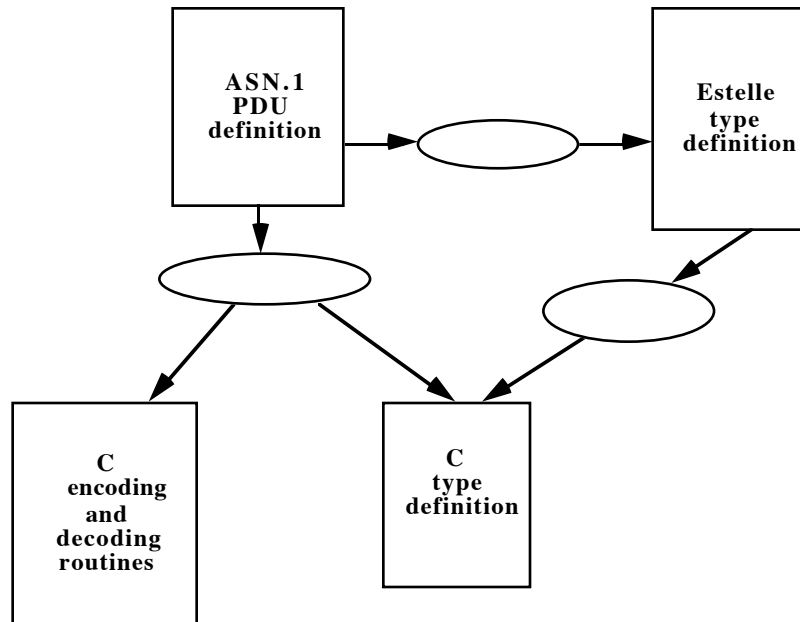 ASN.1
PDU
definition
Estelle
type
definition
C
encoding
and
decoding
routines
C
type
definition